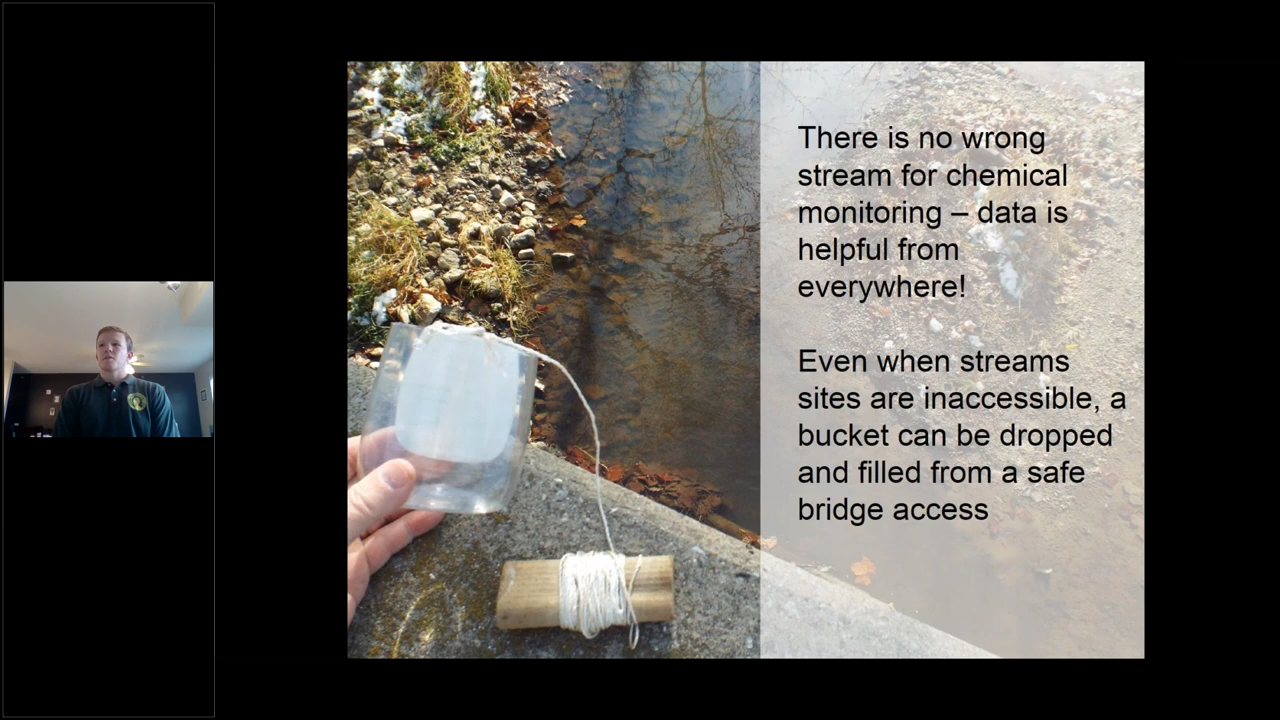 There is no wrong
stream for chemical
monitoring – data is
helpful from
everywhere!
Even when streams
sites are inaccessible, a
bucket can be dropped
and filled from a safe
bridge access